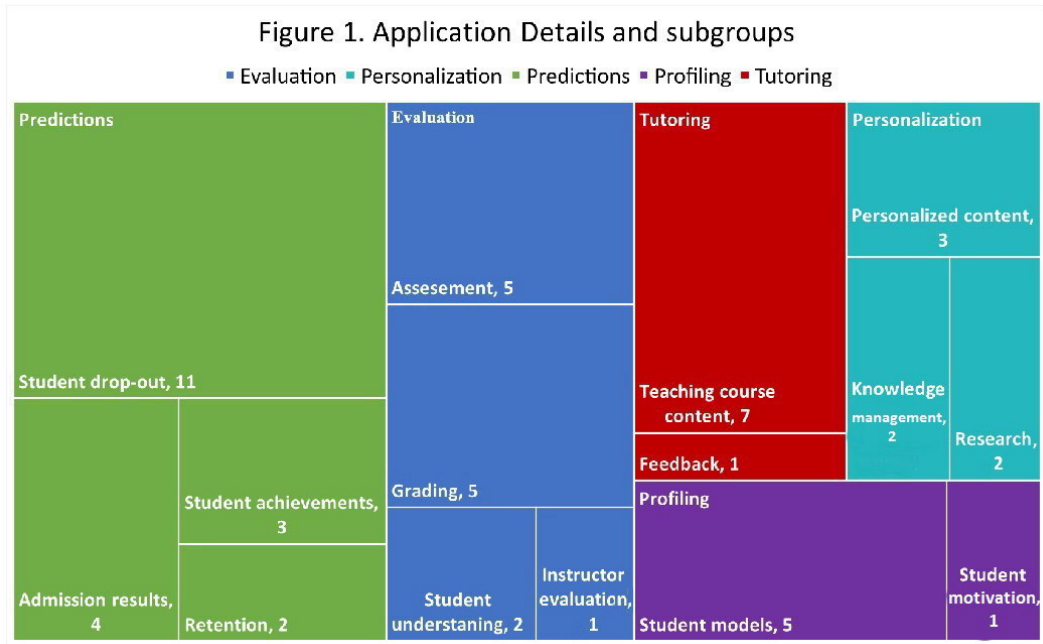 Figure 1. Application Details and subgroups
Evaluation Personalization Predictions Profiling Tutoring
Predictions
Student drop-out, 11
Admission results,
4
Student achievements,
3
Retention, 2
Evaluation
Assesement, 5
Grading, 5
Student
understaning, 2
Instructor
evaluation,
1
Tutoring
Teaching course
content, 7
Feedback, 1
Personalization
Personalized content,
3
Knowledge
management,
2
Research,
2
Profiling
Student models, 5
Student
motivation,
1